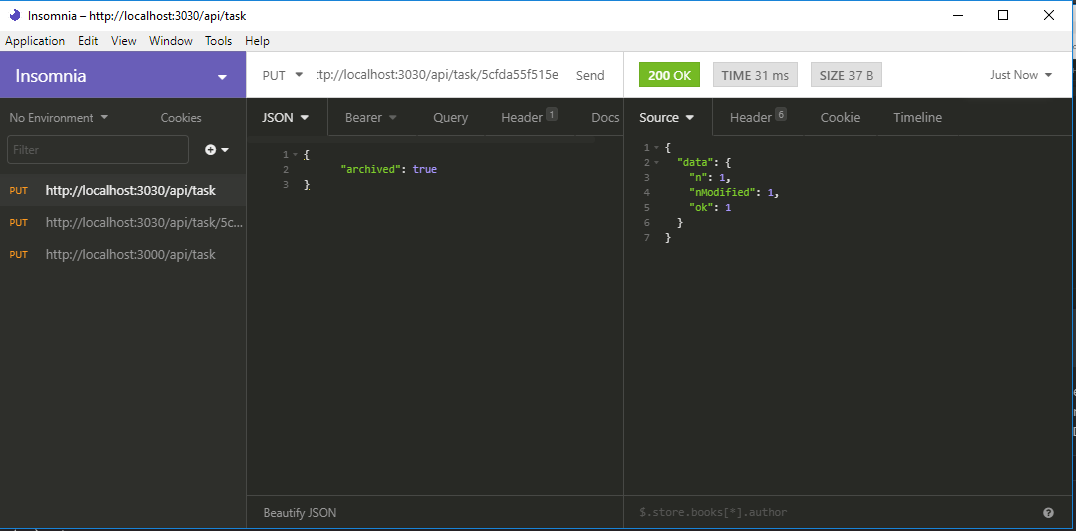 Insomnia – http://localhost:3030/api/task
Application Edit View Window Tools Help
Insomnia
PUT :tp://localhost:3030/api/task/5cfda55f515e Send
200 OK TIME 31 ms SIZE 37 B
Just Now
No Environment Cookies
JSON Bearer Query Header 1 Docs
Source Header 6 Cookie Timeline
Filter
PUT http://localhost:3030/api/task
PUT http://localhost:3030/api/task/5c...
PUT http://localhost:3000/api/task
1 {
2 "archived": true
3 }
1 {
2 "data": {
3 "n": 1,
4 "nModified": 1,
5 "ok": 1
6 }
7 }
Beautify JSON
$.store.books[*].author